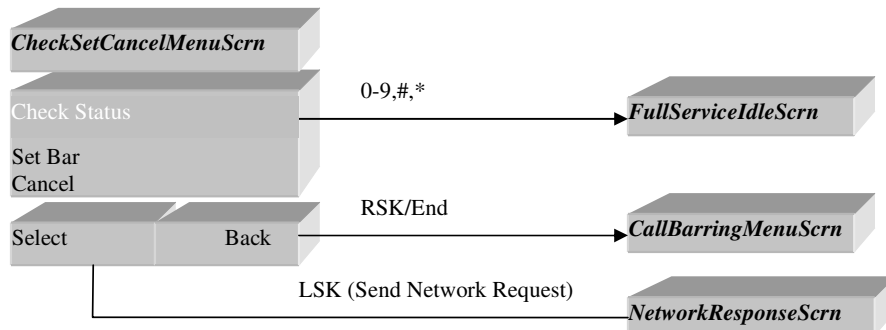 CheckSetCancelMenuScrn
0-9,#,*
Check Status
FullServiceIdleScrn
Set Bar
Cancel
RSK/End
Select
Back
CallBarringMenuScrn
LSK (Send Network Request)
NetworkResponseScrn